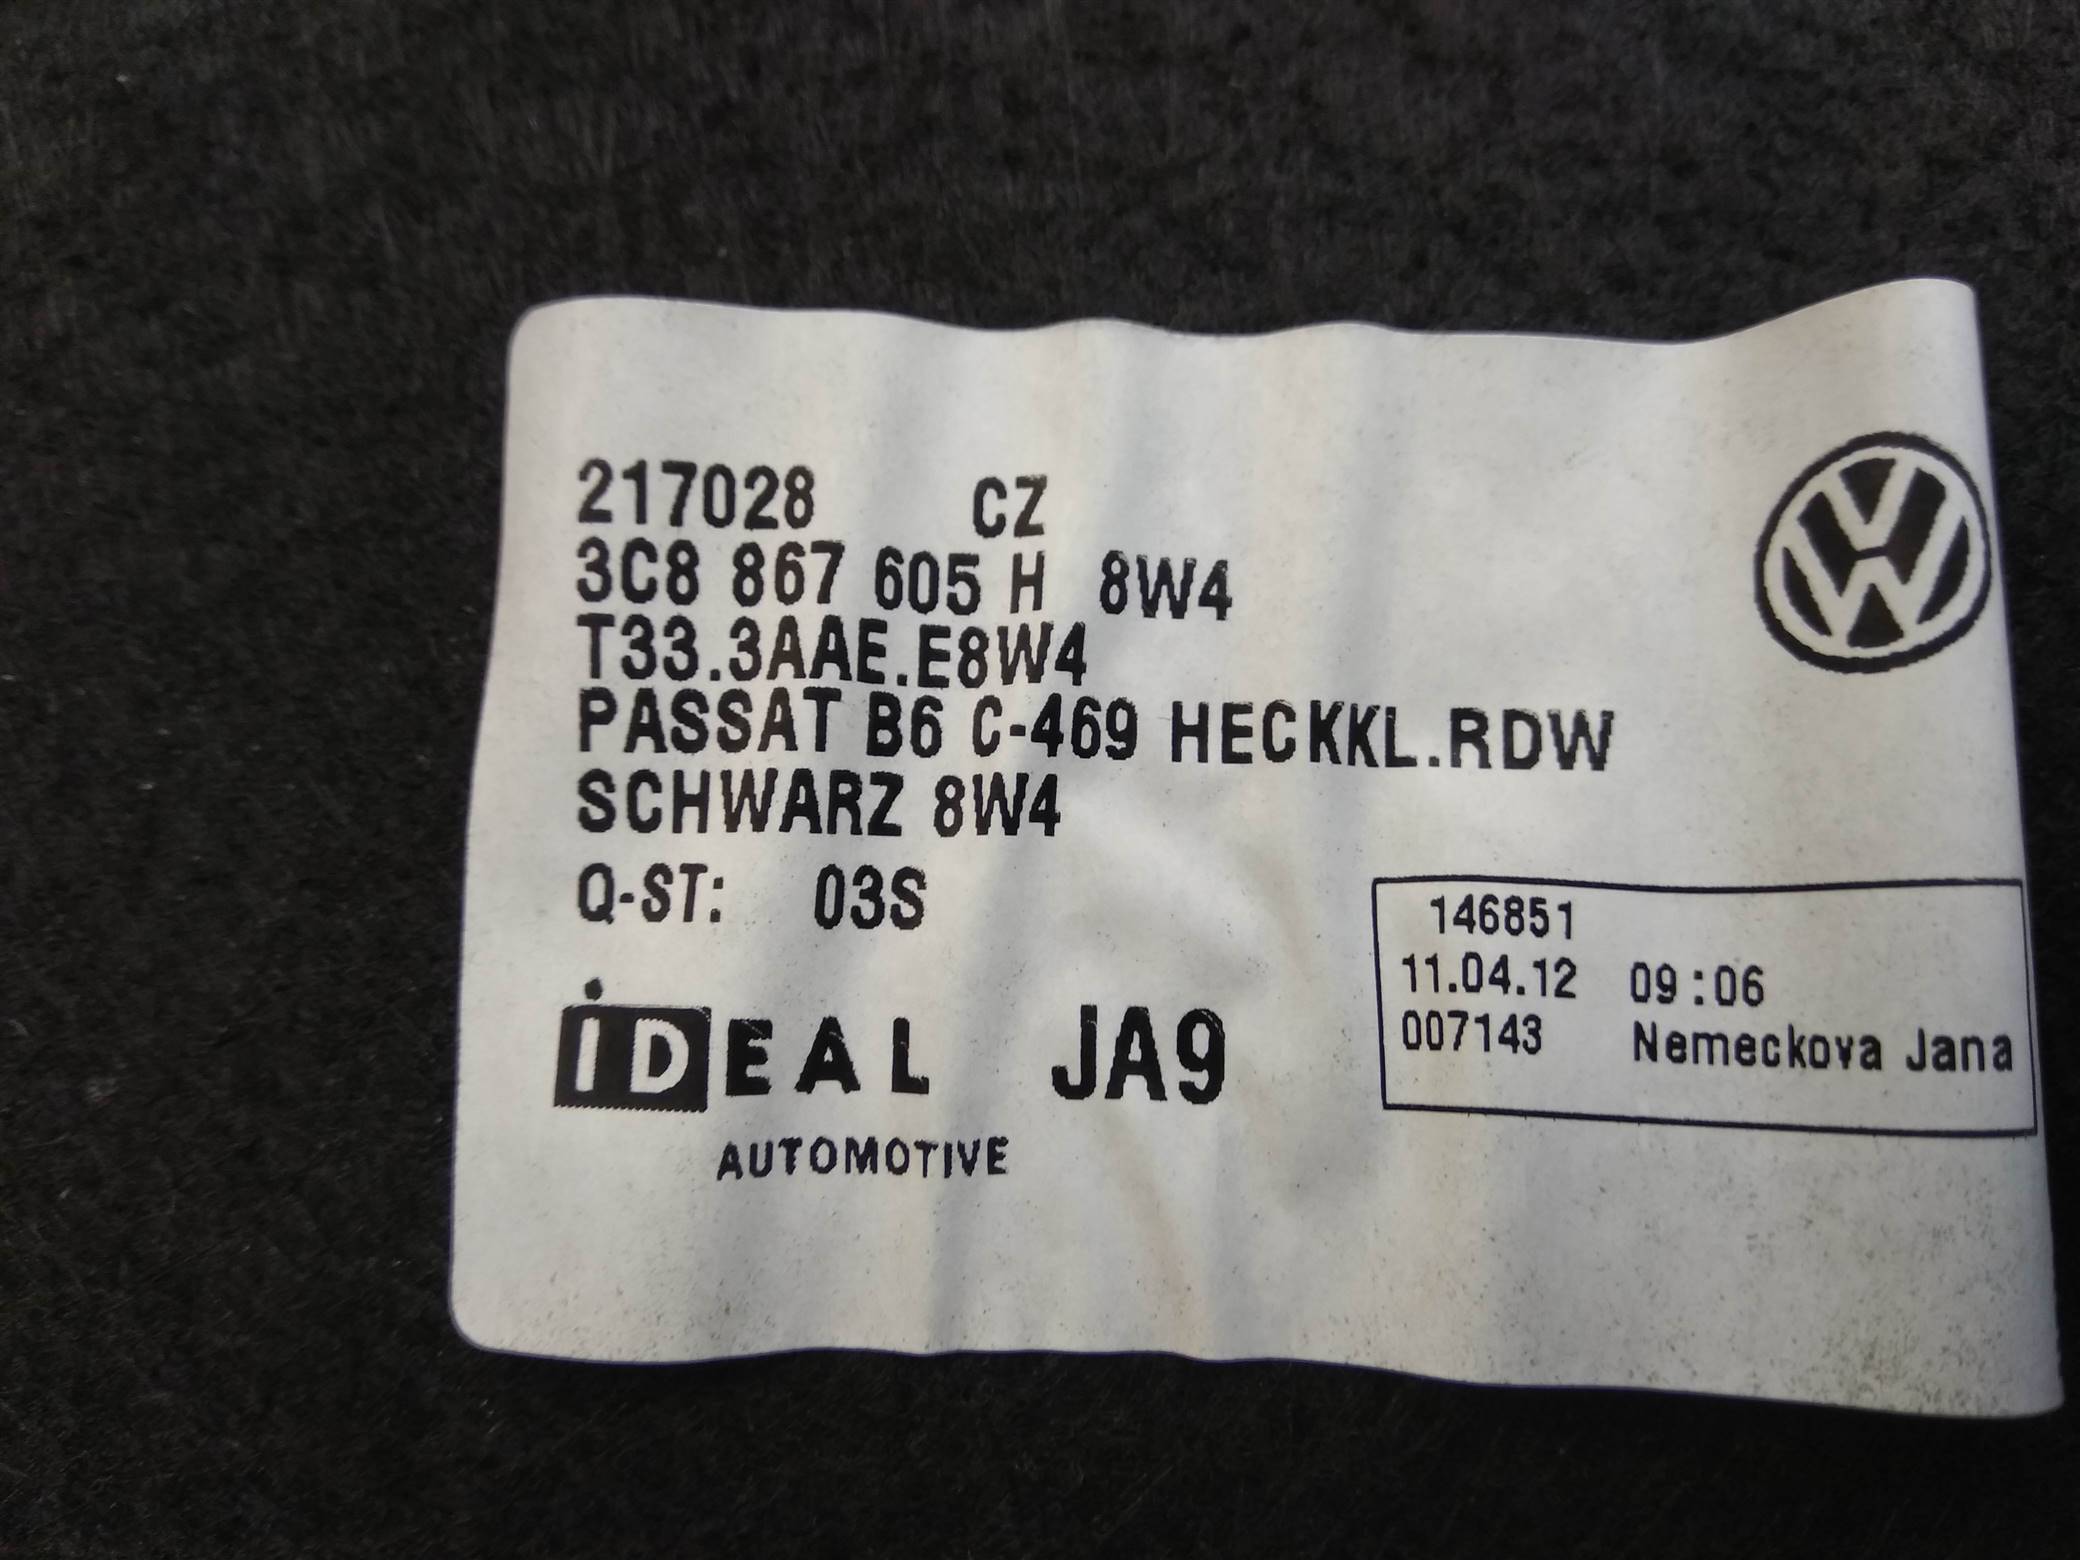 217028 CZ
3C8 867 605 H 8W4
T33.3AAE.E8W4
PASSAT B6 C-469 HECKKL.RDW
SCHWARZ 8W4
Q-ST: 03S
iDEAL JA9
AUTOMOTIVE
146851
11.04.12 09:06
007143 Nemeckova Jana